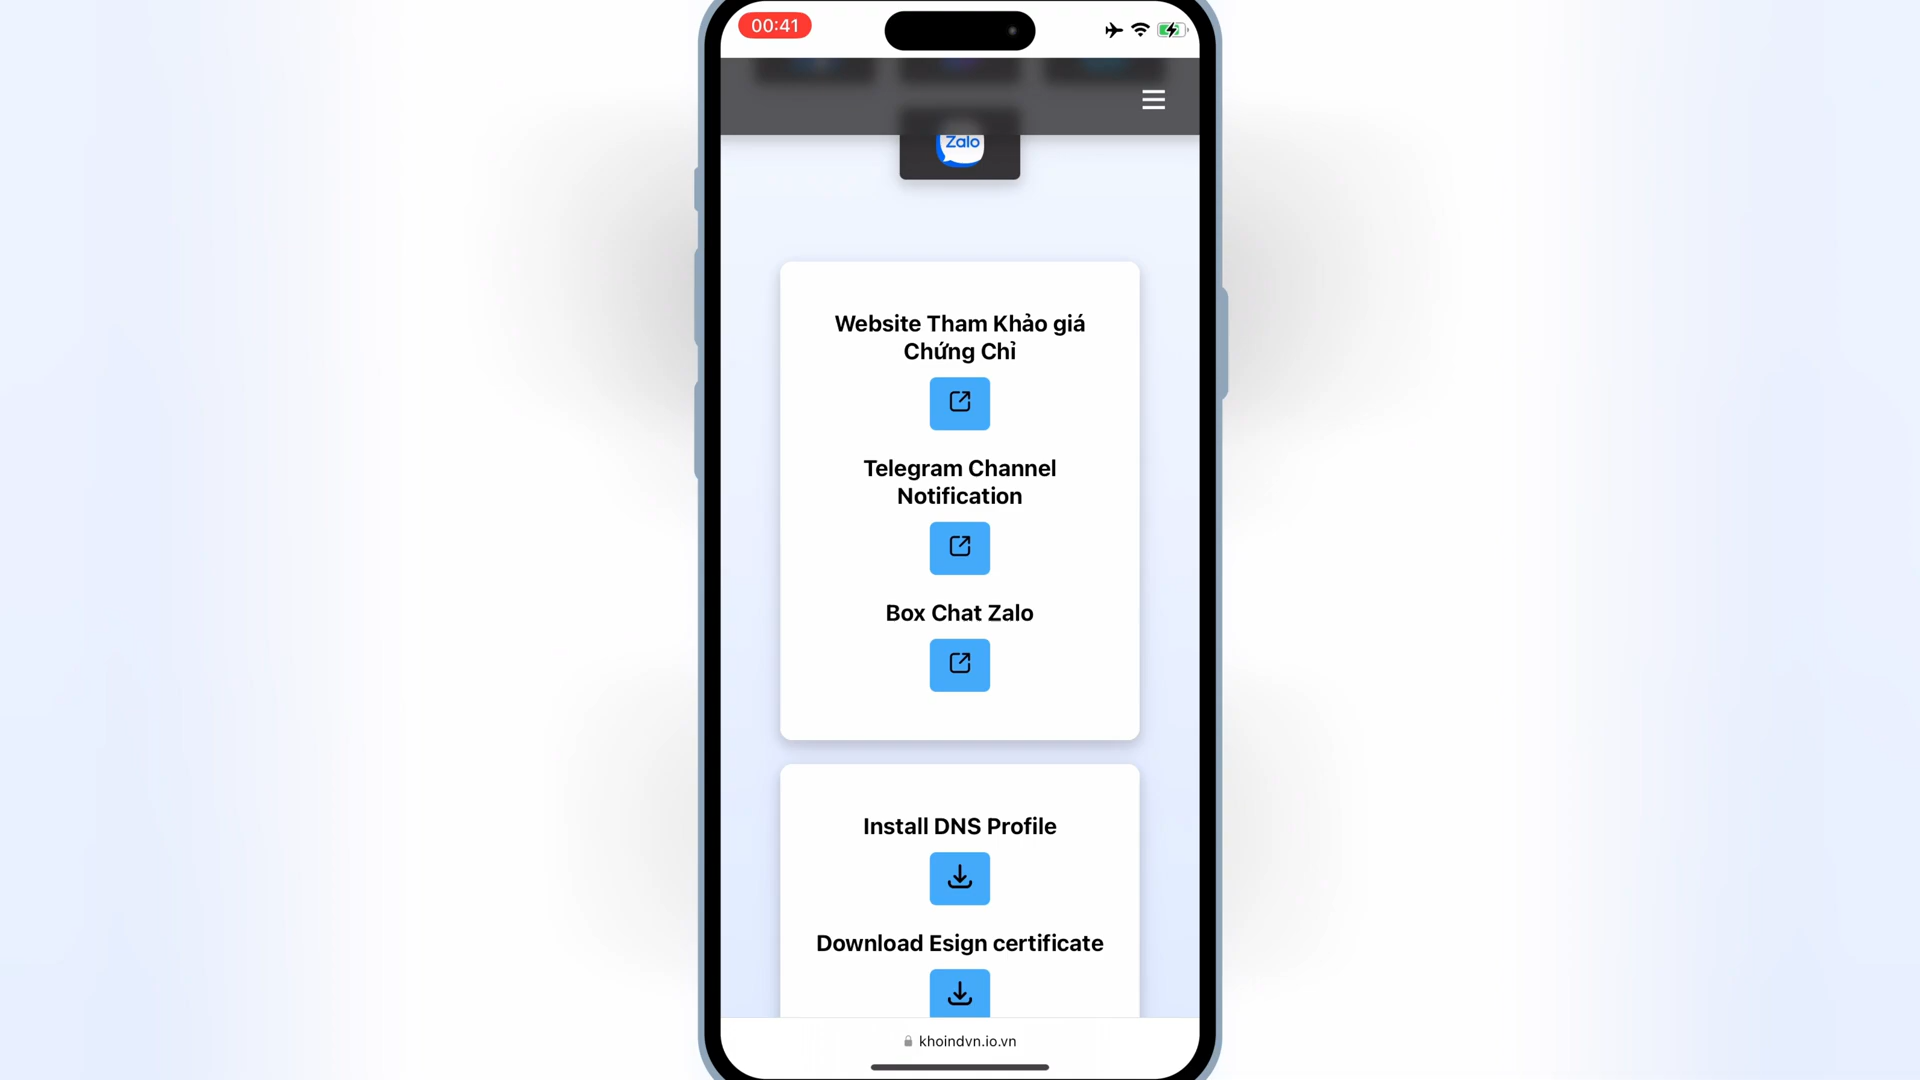 00:41
Zalo
Website Tham Khảo giá
Chứng Chỉ
Telegram Channel
Notification
Box Chat Zalo
Install DNS Profile
Download Esign certificate
khoindvn.io.vn